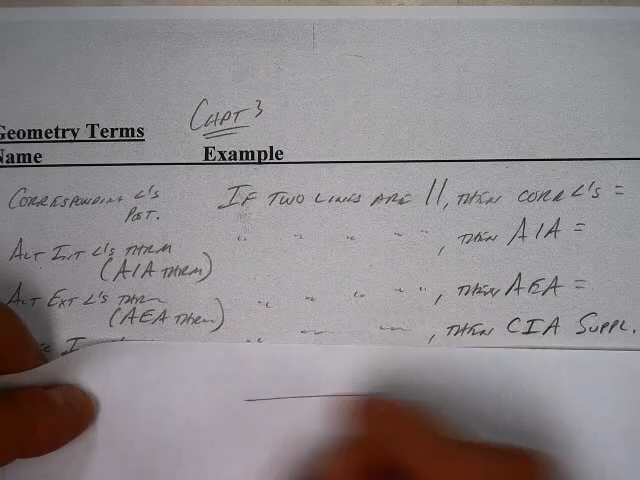 CHPT 3
Geometry Terms
Name Example
CORRESPONDING ∠'S POST. IF TWO LINES ARE //, THEN CORR ∠'S =
ALT INT ∠'S THRM (AIA THRM) " " " " ", THEN AIA =
ALT EXT ∠'S THRM (AEA THRM) " " " " ", THEN AEA =
" " ", THEN CIA SUPPL.